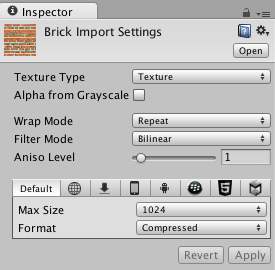 Inspector
Brick Import Settings
Open
Texture Type Texture
Alpha from Grayscale
Wrap Mode Repeat
Filter Mode Bilinear
Aniso Level 1
Default
Max Size 1024
Format Compressed
Revert Apply